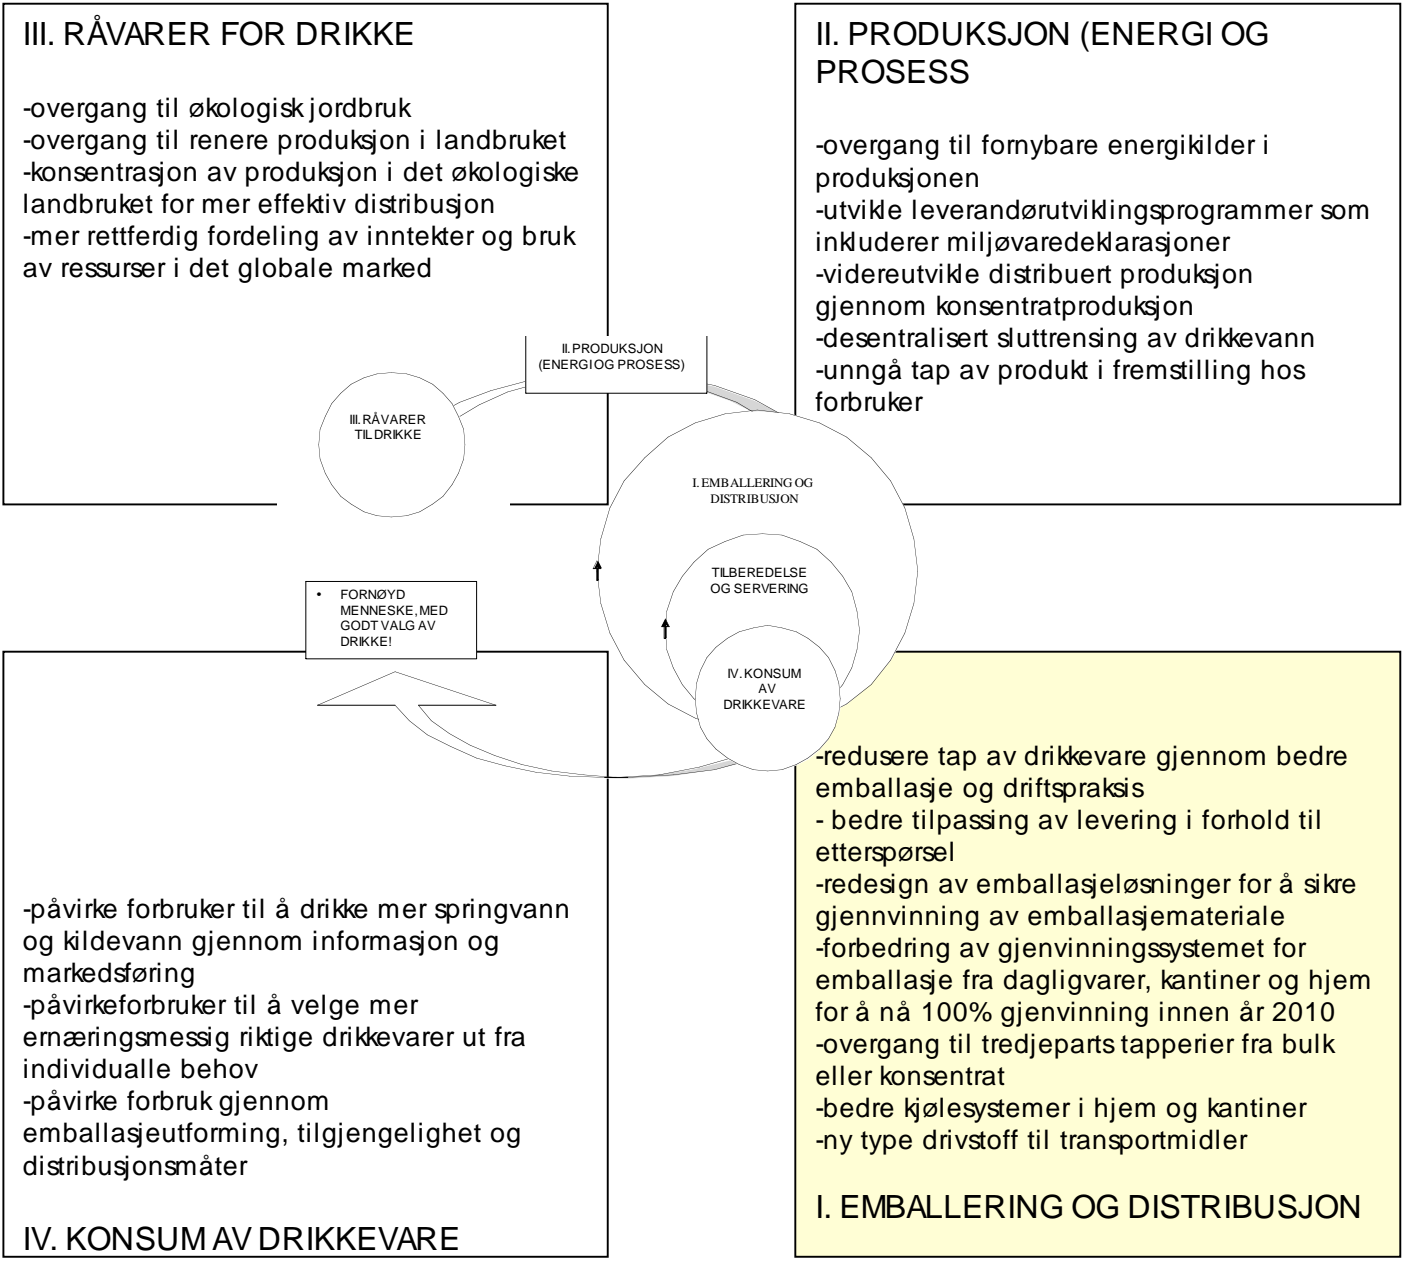 III. RÅVARER FOR DRIKKE
-overgang til økologisk jordbruk
-overgang til renere produksjon i landbruket
-konsentrasjon av produksjon i det økologiske
landbruket for mer effektiv distribusjon
-mer rettferdig fordeling av inntekter og bruk
av ressurser i det globale marked
II. PRODUKSJON (ENERGI OG
PROSESS
-overgang til fornybare energikilder i
produksjonen
-utvikle leverandørutviklingsprogrammer som
inkluderer miljøvaredeklarasjoner
-videreutvikle distribuert produksjon
gjennom konsentratproduksjon
-desentralisert sluttrensing av drikkevann
-unngå tap av produkt i fremstilling hos
forbruker
II. PRODUKSJON
(ENERGI OG PROSESS)
III. RÅVARER
TIL DRIKKE
I. EMBALLERING OG
DISTRIBUSJON
TILBEREDELSE
OG SERVERING
IV. KONSUM
AV
DRIKKEVARE
• FORNØYD
MENNESKE, MED
GODT VALG AV
DRIKKE!
-påvirke forbruker til å drikke mer springvann
og kildevann gjennom informasjon og
markedsføring
-påvirkeforbruker til å velge mer
ernæringsmessig riktige drikkevarer ut fra
individualle behov
-påvirke forbruk gjennom
emballasjeutforming, tilgjengelighet og
distribusjonsmåter
IV. KONSUM AV DRIKKEVARE
-redusere tap av drikkevare gjennom bedre
emballasje og driftspraksis
- bedre tilpassing av levering i forhold til
etterspørsel
-redesign av emballasjeløsninger for å sikre
gjennvinning av emballasjemateriale
-forbedring av gjenvinningssystemet for
emballasje fra dagligvarer, kantiner og hjem
for å nå 100% gjenvinning innen år 2010
-overgang til tredjeparts tapperier fra bulk
eller konsentrat
-bedre kjølesystemer i hjem og kantiner
-ny type drivstoff til transportmidler
I. EMBALLERING OG DISTRIBUSJON